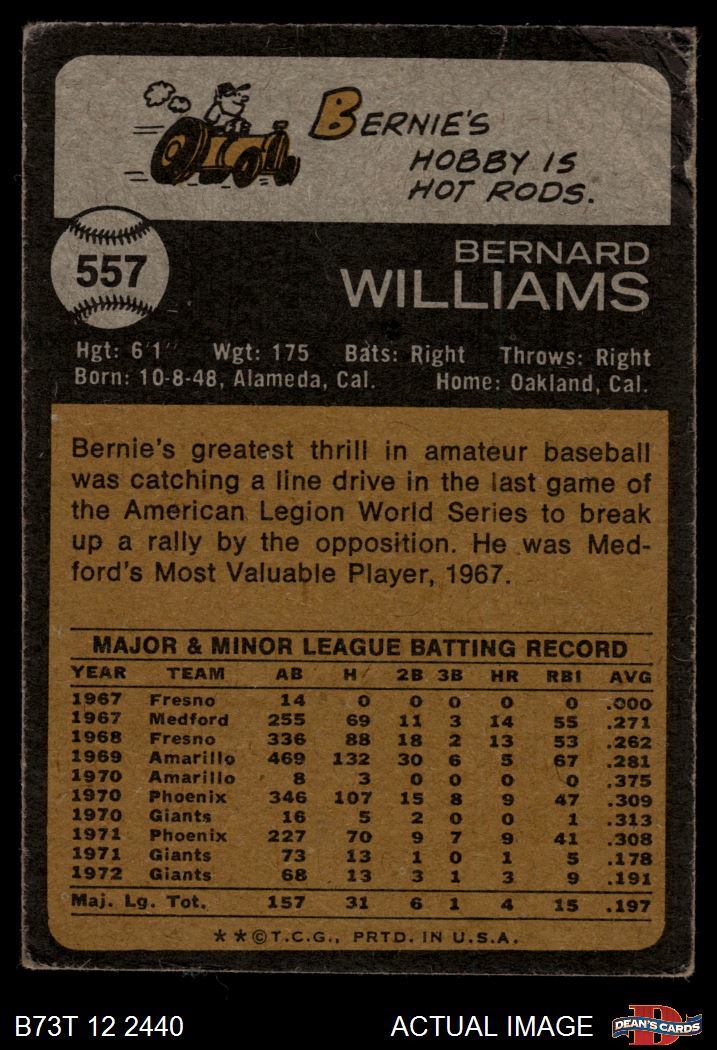 BERNIE'S
HOBBY IS
HOT RODS.
557
BERNARD
WILLIAMS
Hgt: 6'1" Wgt: 175 Bats: Right Throws: Right
Born: 10-8-48, Alameda, Cal. Home: Oakland, Cal.
Bernie's greatest thrill in amateur baseball
was catching a line drive in the last game of
the American Legion World Series to break
up a rally by the opposition. He was Med-
ford's Most Valuable Player, 1967.
MAJOR & MINOR LEAGUE BATTING RECORD
YEAR TEAM AB H 2B 3B HR RBI AVG
1967 Fresno 14 0 0 0 0 0 .000
1967 Medford 255 69 11 3 14 55 .271
1968 Fresno 336 88 18 2 13 53 .262
1969 Amarillo 469 132 30 6 5 67 .281
1970 Amarillo 8 3 0 0 0 0 .375
1970 Phoenix 346 107 15 8 9 47 .309
1970 Giants 16 5 2 0 0 1 .313
1971 Phoenix 227 70 9 7 9 41 .308
1971 Giants 73 13 1 0 1 5 .178
1972 Giants 68 13 3 1 3 9 .191
Maj. Lg. Tot. 157 31 6 1 4 15 .197
**©T.C.G., PRTD. IN U.S.A.
B73T 12 2440 ACTUAL IMAGE DEAN'S CARDS